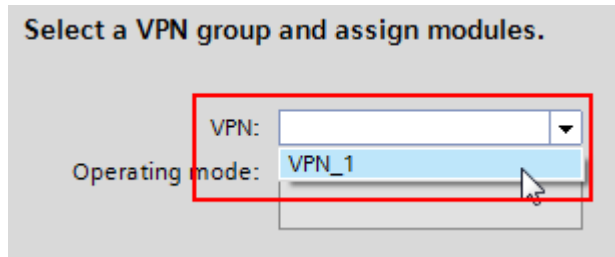 Select a VPN group and assign modules.
VPN:
VPN_1
Operating mode: